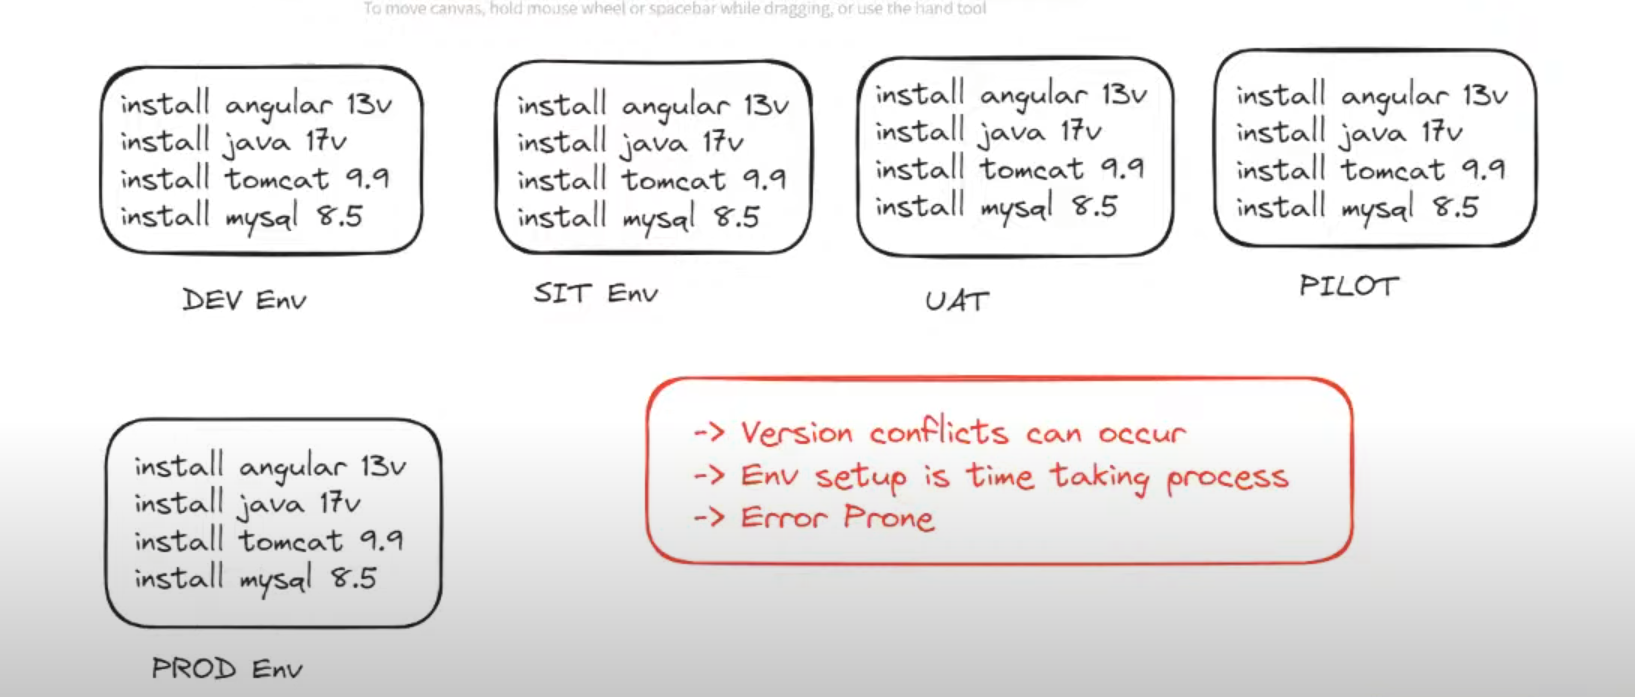 To move canvas, hold mouse wheel or spacebar while dragging, or use the hand tool
install angular 13v
install java 17v
install tomcat 9.9
install mysql 8.5
DEV Env
install angular 13v
install java 17v
install tomcat 9.9
install mysql 8.5
SIT Env
install angular 13v
install java 17v
install tomcat 9.9
install mysql 8.5
UAT
install angular 13v
install java 17v
install tomcat 9.9
install mysql 8.5
PILOT
install angular 13v
install java 17v
install tomcat 9.9
install mysql 8.5
PROD Env
-> Version conflicts can occur
-> Env setup is time taking process
-> Error Prone